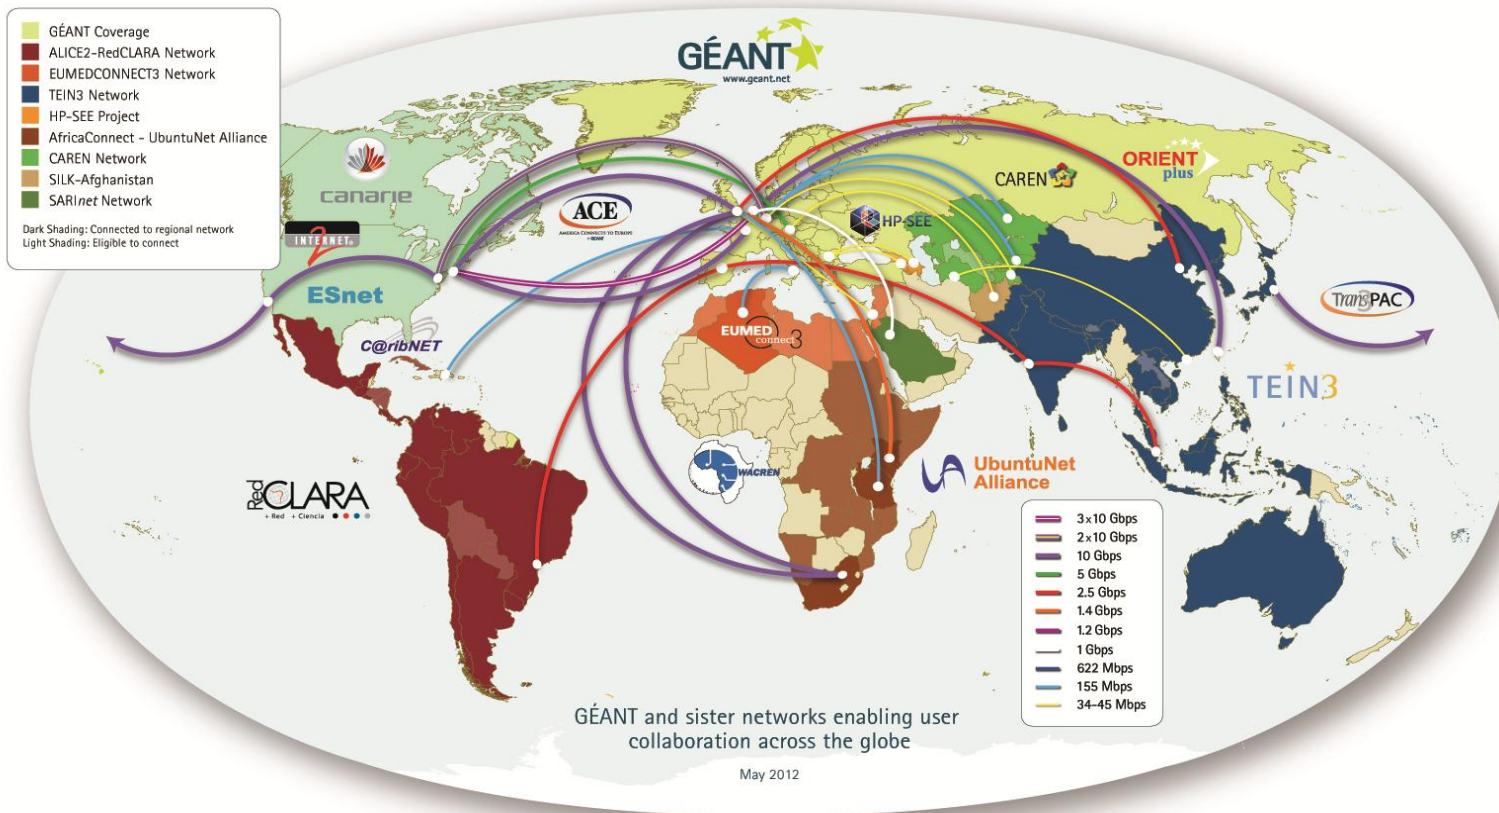 GÉANT Coverage
ALICE2-RedCLARA Network
EUMEDCONNECT3 Network
TEIN3 Network
HP-SEE Project
AfricaConnect - UbuntuNet Alliance
CAREN Network
SILK-Afghanistan
SARInet Network
Dark Shading: Connected to regional network
Light Shading: Eligible to connect
GÉANT
www.geant.net
canarie
INTERNET2
ESnet
C@ribNET
ACE
AMERICA CONNECTS TO EUROPE
HP-SEE
CAREN
ORIENT
plus
TransPAC3
TEIN3
EUMED
connect3
WACREN
UbuntuNet
Alliance
RedCLARA
+ Red + Ciencia
3x10 Gbps
2x10 Gbps
10 Gbps
5 Gbps
2.5 Gbps
1.4 Gbps
1.2 Gbps
1 Gbps
622 Mbps
155 Mbps
34-45 Mbps
GÉANT and sister networks enabling user
collaboration across the globe
May 2012